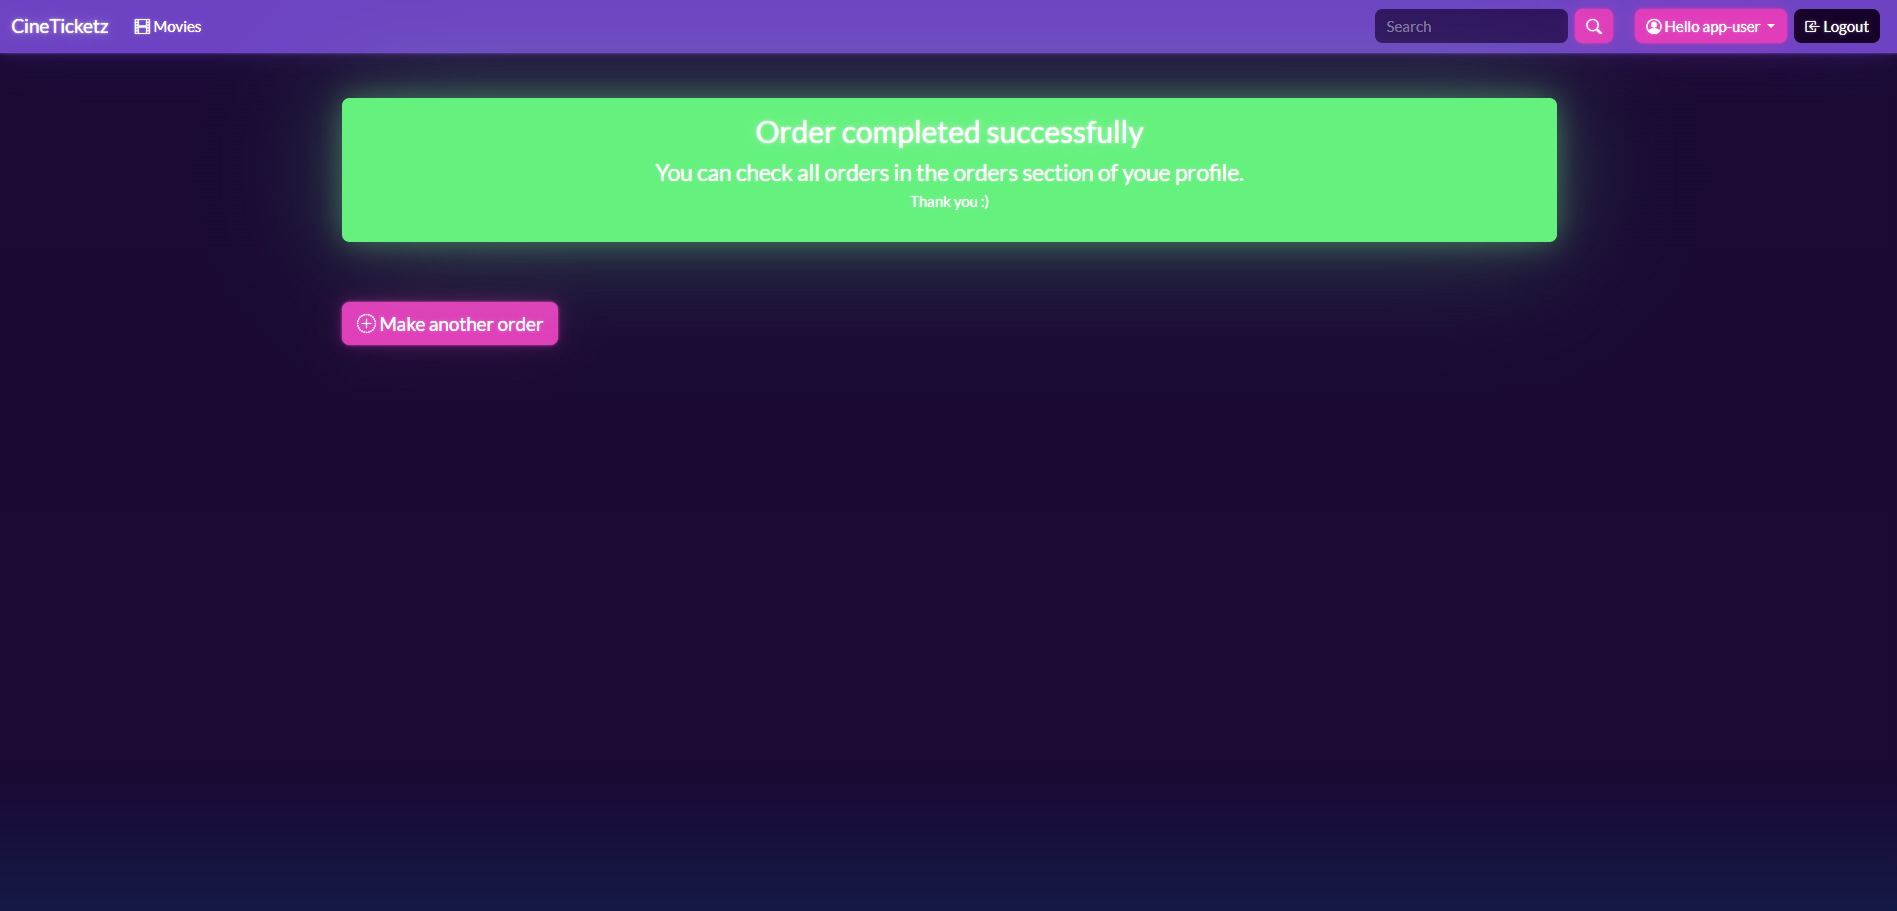 CineTicketz
Movies
Search
Hello app-user
Logout
Order completed successfully
You can check all orders in the orders section of youe profile.
Thank you :)
Make another order